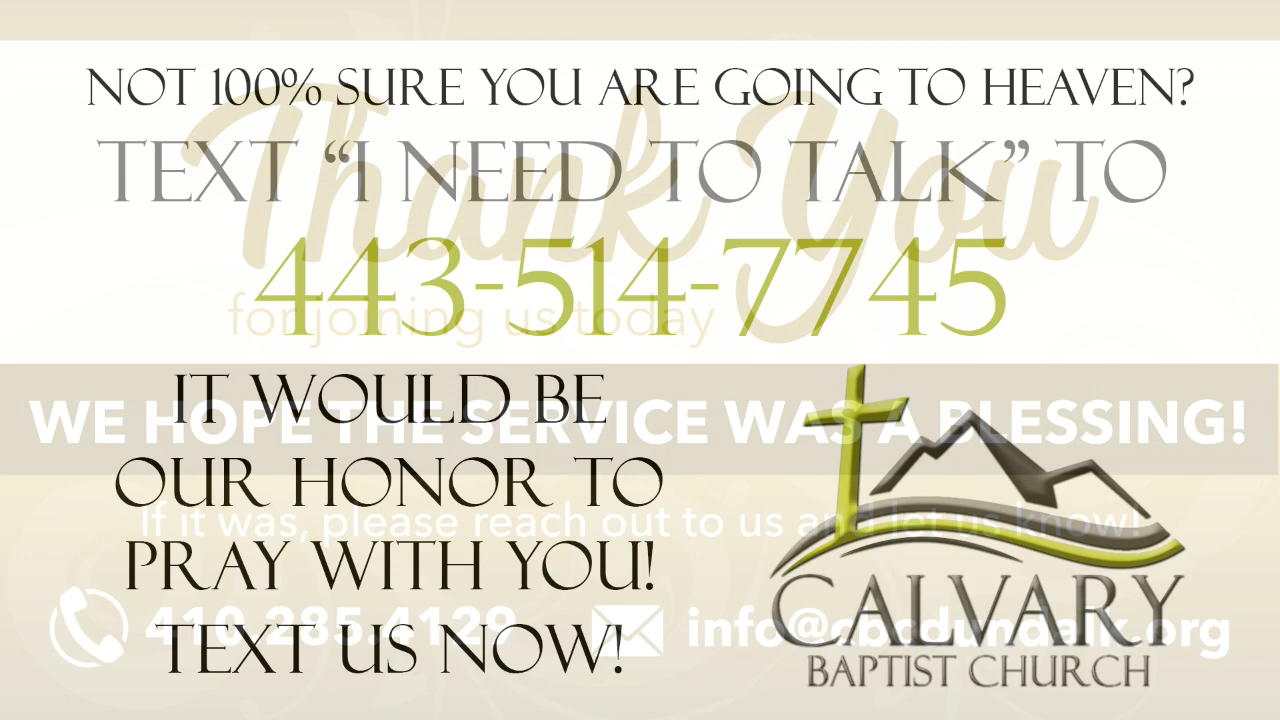 NOT 100% SURE YOU ARE GOING TO HEAVEN?
Thank You
TEXT “I NEED TO TALK” TO
443-514-7745
for joining us today
IT WOULD BE
WE HOPE THE SERVICE WAS A BLESSING!
OUR HONOR TO
If it was, please reach out to us and let us know!
PRAY WITH YOU!
410.285.4129 info@cbcdundalk.org
TEXT US NOW!
CALVARY
BAPTIST CHURCH